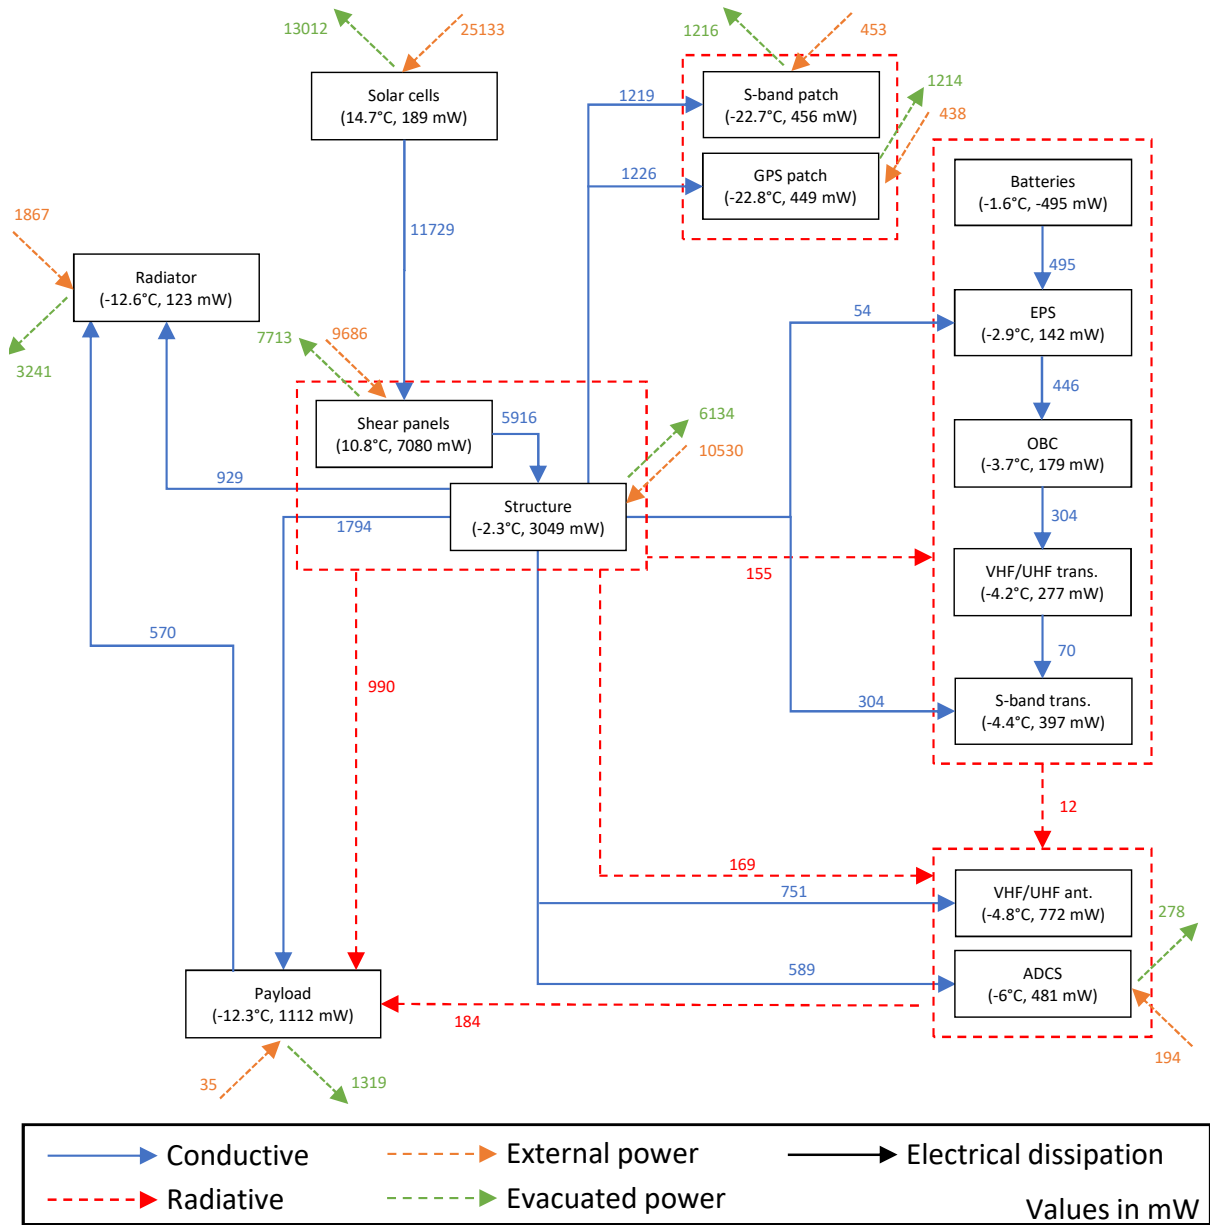 13012
25133
1216
453
Solar cells
(14.7°C, 189 mW)
S-band patch
(-22.7°C, 456 mW)
1219
1214
438
GPS patch
(-22.8°C, 449 mW)
1226
Batteries
(-1.6°C, -495 mW)
1867
11729
495
Radiator
(-12.6°C, 123 mW)
54
EPS
(-2.9°C, 142 mW)
7713
9686
3241
446
Shear panels
(10.8°C, 7080 mW)
5916
6134
10530
OBC
(-3.7°C, 179 mW)
929
Structure
(-2.3°C, 3049 mW)
1794
304
155
VHF/UHF trans.
(-4.2°C, 277 mW)
570
70
990
304
S-band trans.
(-4.4°C, 397 mW)
12
169
751
VHF/UHF ant.
(-4.8°C, 772 mW)
278
589
ADCS
(-6°C, 481 mW)
Payload
(-12.3°C, 1112 mW)
184
194
35
1319
Conductive
External power
Electrical dissipation
Radiative
Evacuated power
Values in mW